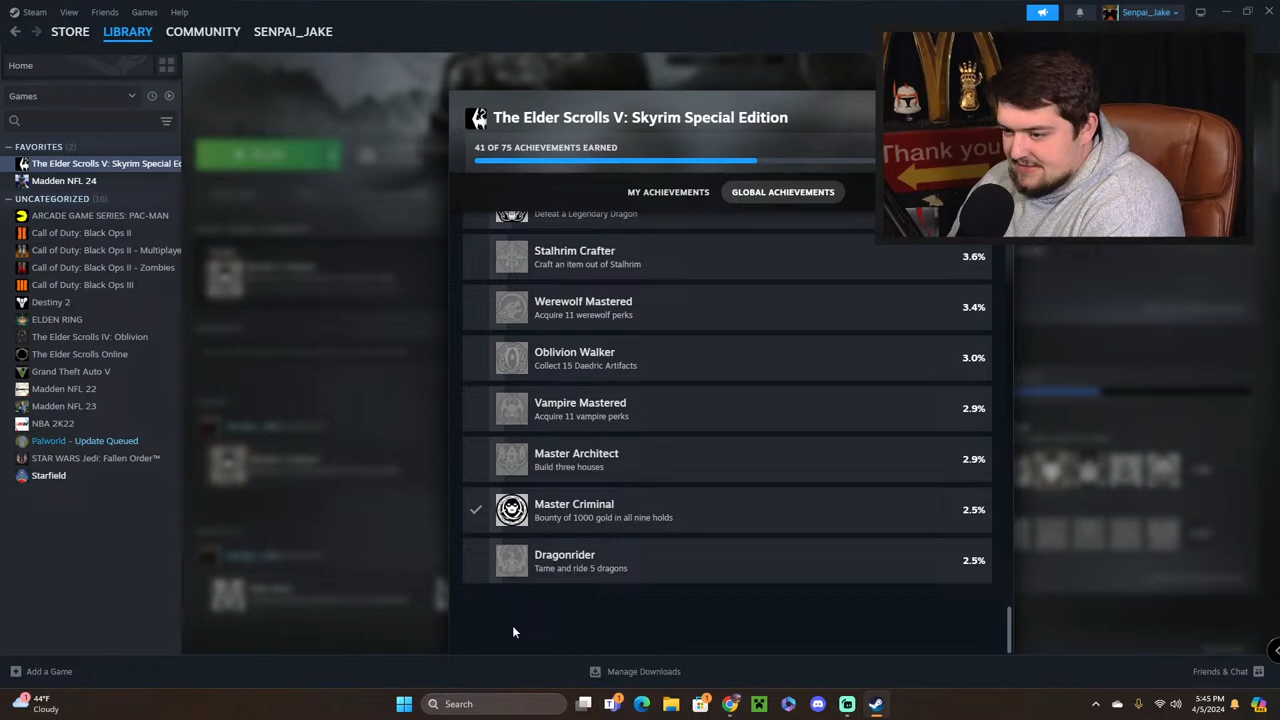 Steam View Friends Games Help Senpai_Jake
STORE LIBRARY COMMUNITY SENPAI_JAKE
Home
Games
FAVORITES (2)
The Elder Scrolls V: Skyrim Special Ed
Madden NFL 24
UNCATEGORIZED (16)
ARCADE GAME SERIES: PAC-MAN
Call of Duty: Black Ops II
Call of Duty: Black Ops II - Multiplaye
Call of Duty: Black Ops II - Zombies
Call of Duty: Black Ops III
Destiny 2
ELDEN RING
The Elder Scrolls IV: Oblivion
The Elder Scrolls Online
Grand Theft Auto V
Madden NFL 22
Madden NFL 23
NBA 2K22
Palworld - Update Queued
STAR WARS Jedi: Fallen Order™
Starfield
The Elder Scrolls V: Skyrim Special Edition
41 OF 75 ACHIEVEMENTS EARNED
MY ACHIEVEMENTS GLOBAL ACHIEVEMENTS
Defeat a Legendary Dragon
Stalhrim Crafter
Craft an Item out of Stalhrim
3.6%
Werewolf Mastered
Acquire 11 werewolf perks
3.4%
Oblivion Walker
Collect 15 Daedric Artifacts
3.0%
Vampire Mastered
Acquire 11 vampire perks
2.9%
Master Architect
Build three houses
2.9%
Master Criminal
Bounty of 1000 gold in all nine holds
2.5%
Dragonrider
Tame and ride 5 dragons
2.5%
Thank you
Add a Game Manage Downloads Friends & Chat
1 44°F
Cloudy
Search
5:45 PM
4/5/2024